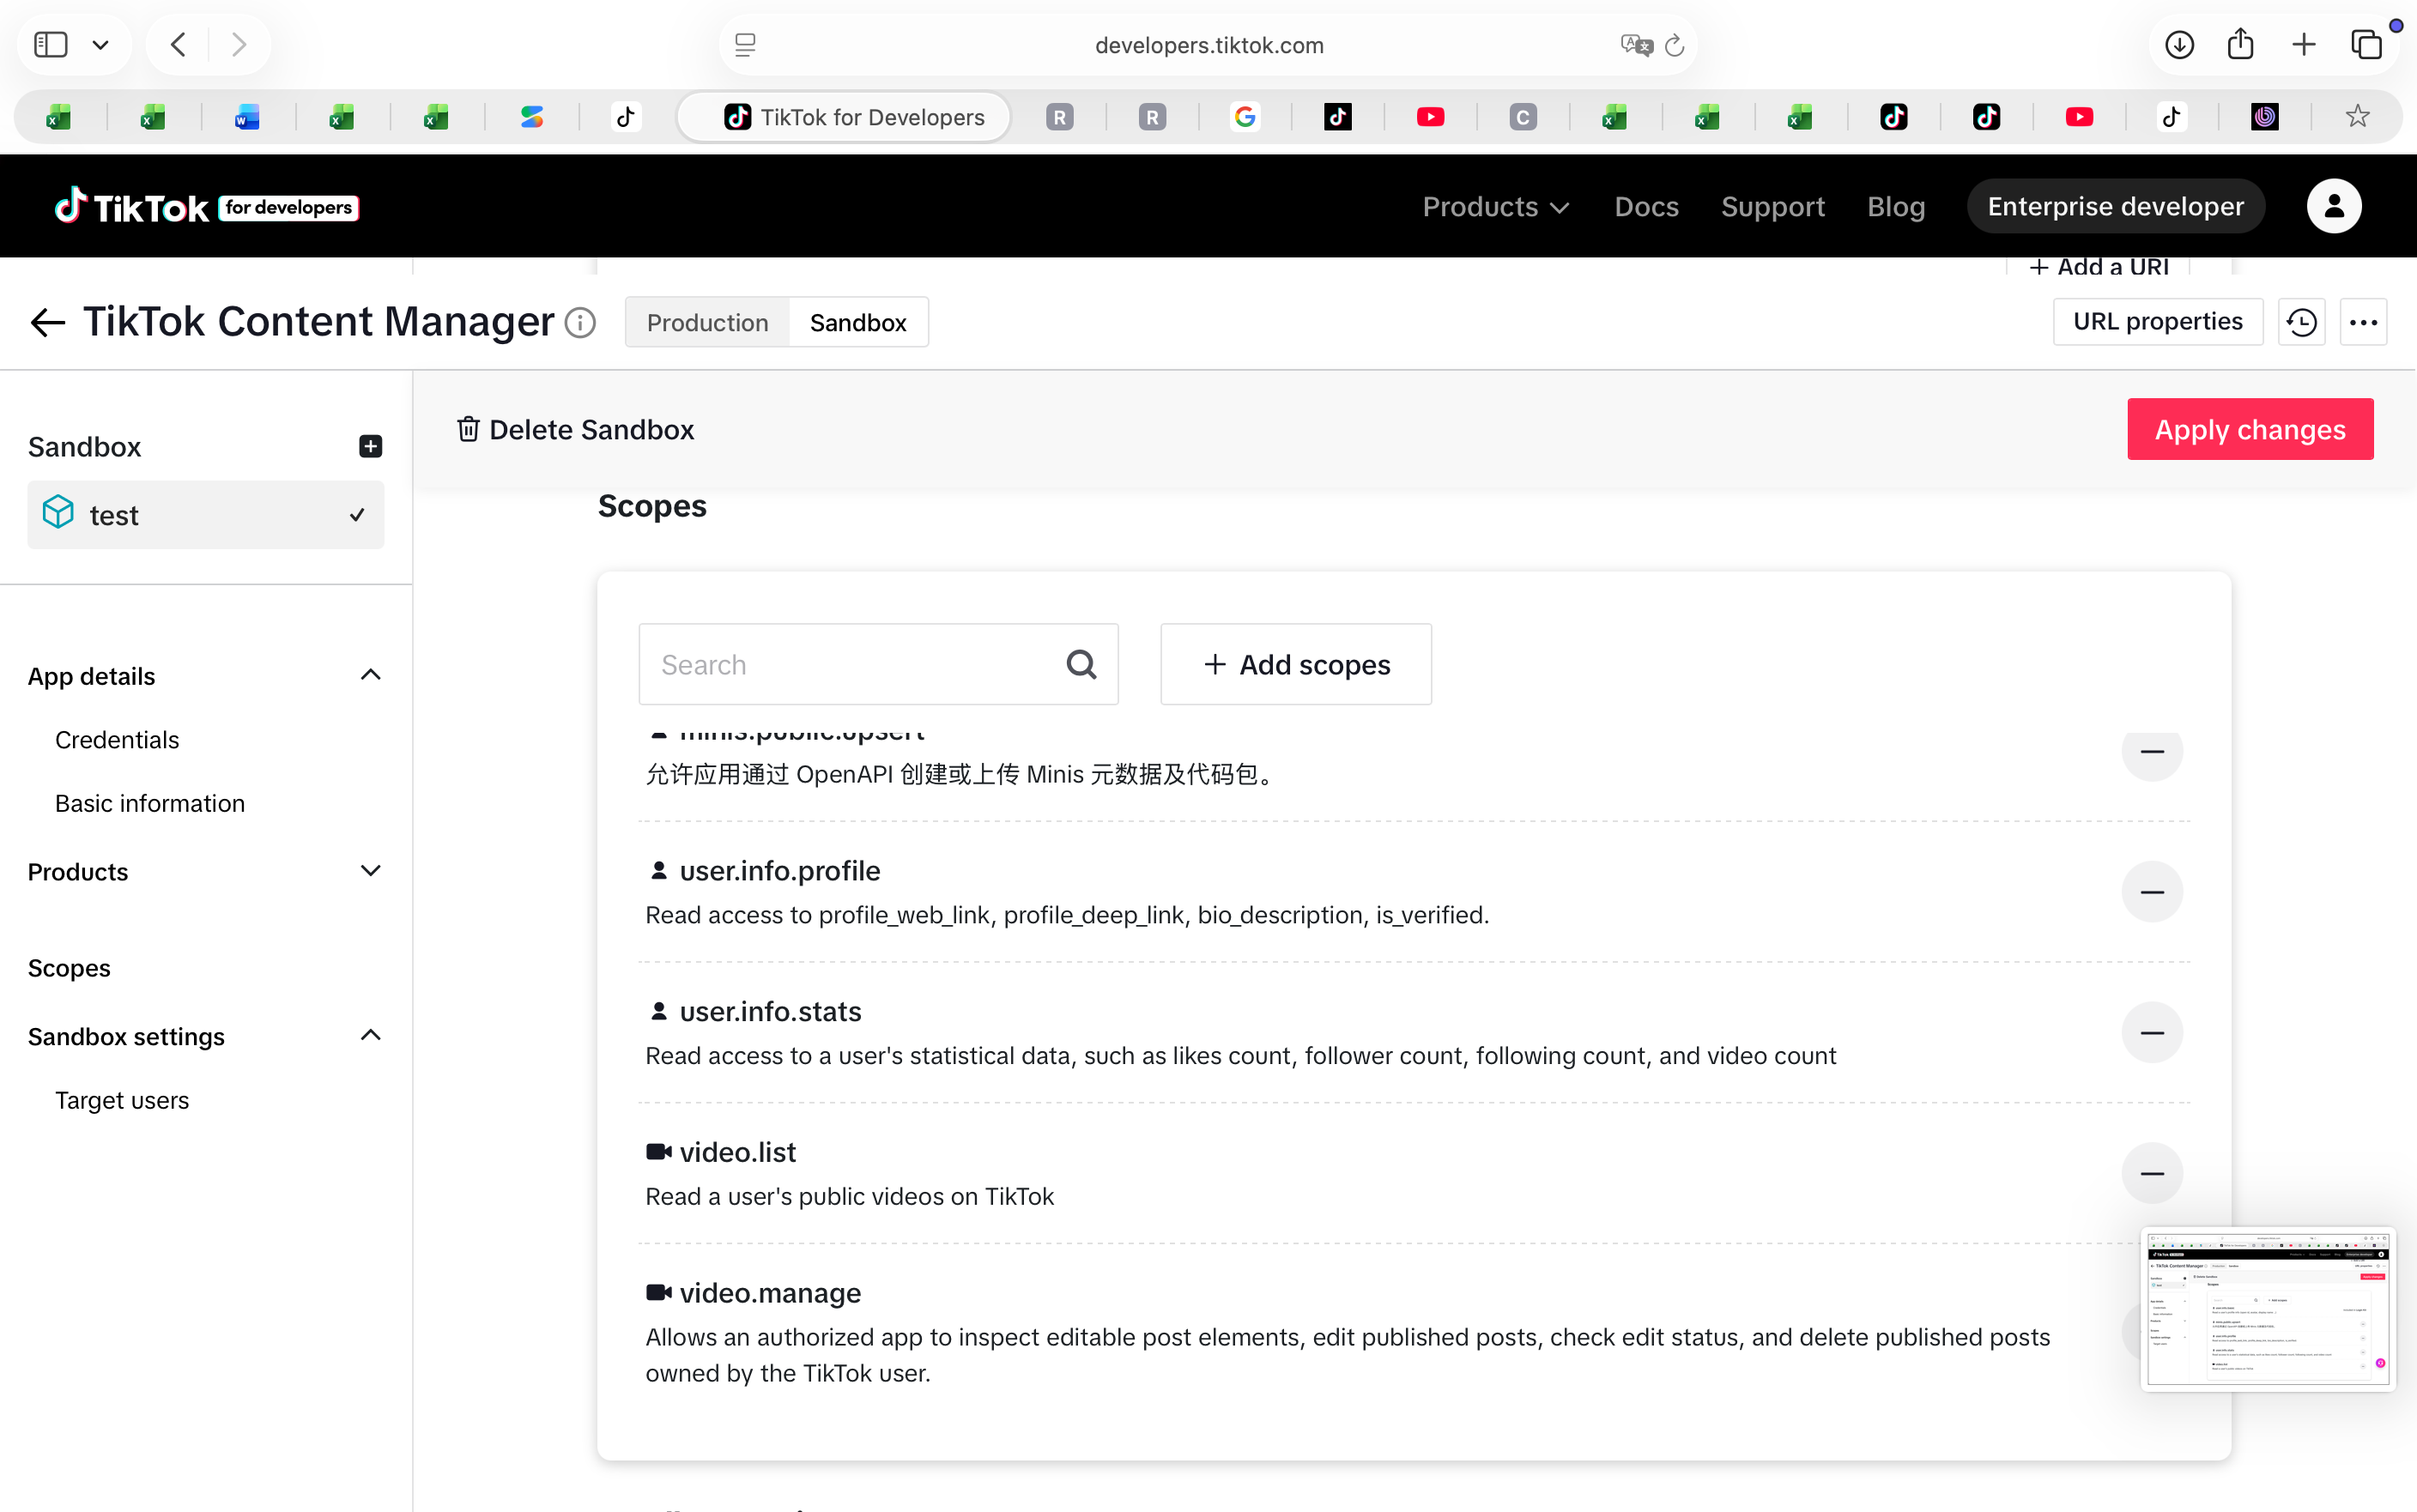 developers.tiktok.com
TikTok for Developers
TikTok for developers
Products
Docs
Support
Blog
Enterprise developer
+ Add a URI
TikTok Content Manager
Production
Sandbox
URL properties
Sandbox
test
Delete Sandbox
Apply changes
App details
Credentials
Basic information
Products
Scopes
Sandbox settings
Target users
Scopes
Search
+ Add scopes
minis.public.upsert
允许应用通过 OpenAPI 创建或上传 Minis 元数据及代码包。
user.info.profile
Read access to profile_web_link, profile_deep_link, bio_description, is_verified.
user.info.stats
Read access to a user's statistical data, such as likes count, follower count, following count, and video count
video.list
Read a user's public videos on TikTok
video.manage
Allows an authorized app to inspect editable post elements, edit published posts, check edit status, and delete published posts
owned by the TikTok user.